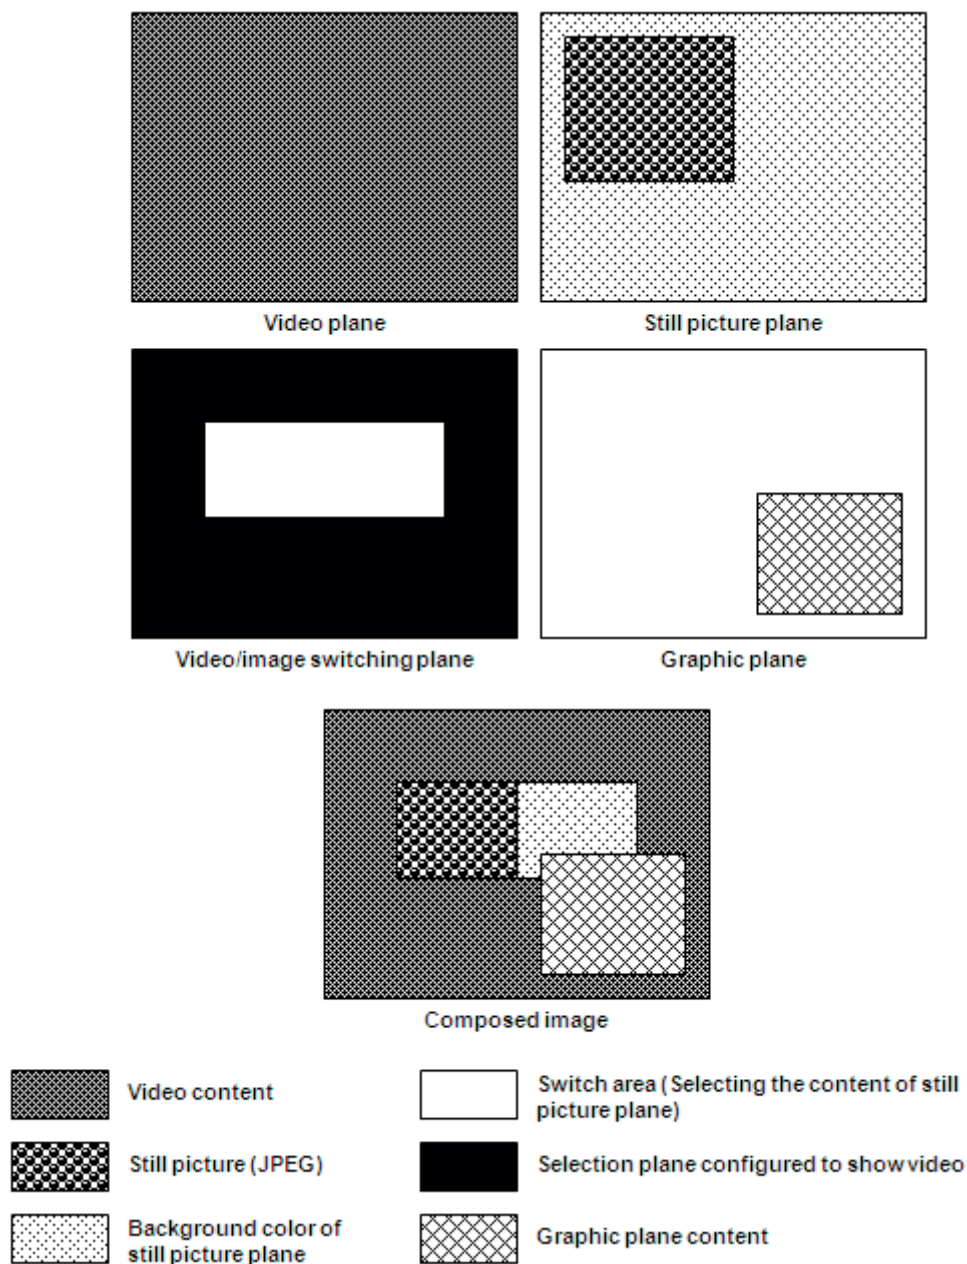 Video plane
Still picture plane
Video/image switching plane
Graphic plane
Composed image
Video content
Switch area ( Selecting the content of still
picture plane)
Still picture (JPEG)
Selection plane configured to show video
Background color of
still picture plane
Graphic plane content